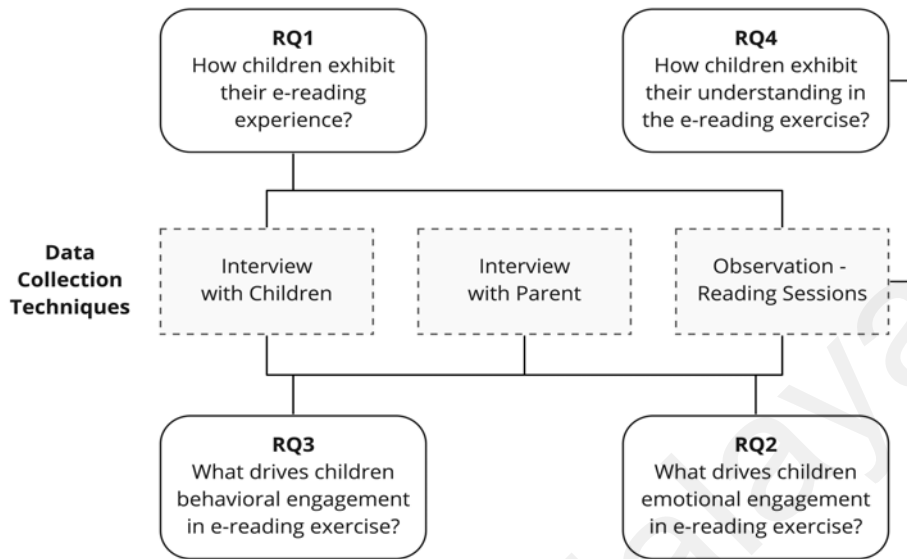 RQ1
How children exhibit
their e-reading
experience?
RQ4
How children exhibit
their understanding in
the e-reading exercise?
Data
Collection
Techniques
Interview
with Children
Interview
with Parent
Observation -
Reading Sessions
RQ3
What drives children
behavioral engagement
in e-reading exercise?
RQ2
What drives children
emotional engagement
in e-reading exercise?